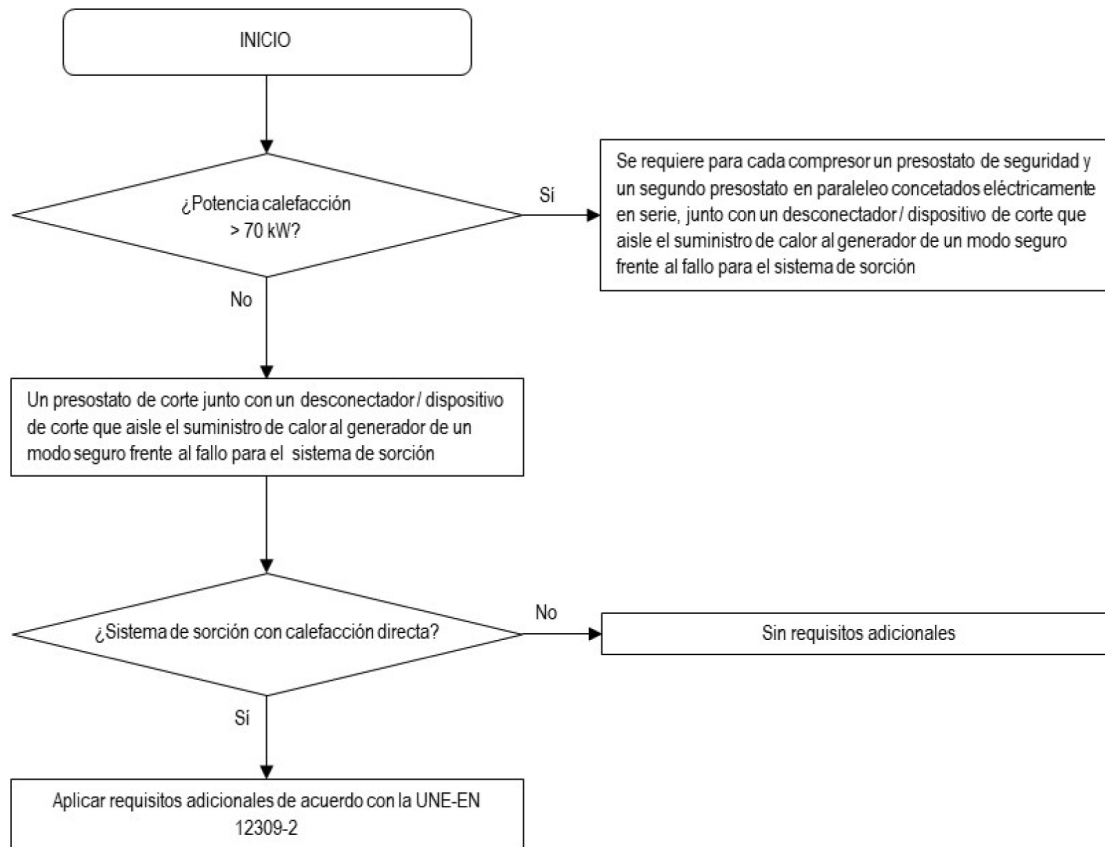 INICIO
¿Potencia calefacción
> 70 kW?
Sí
Se requiere para cada compresor un presostato de seguridad y
un segundo presostato en paraleleo concetados eléctricamente
en serie, junto con un desconectador/ dispositivo de corte que
aisle el suministro de calor al generador de un modo seguro
frente al fallo para el sistema de sorción
No
Un presostato de corte junto con un desconectador/ dispositivo
de corte que aisle el suministro de calor al generador de un
modo seguro frente al fallo para el sistema de sorción
¿Sistema de sorción con calefacción directa?
No
Sin requisitos adicionales
Sí
Aplicar requisitos adicionales de acuerdo con la UNE-EN
12309-2